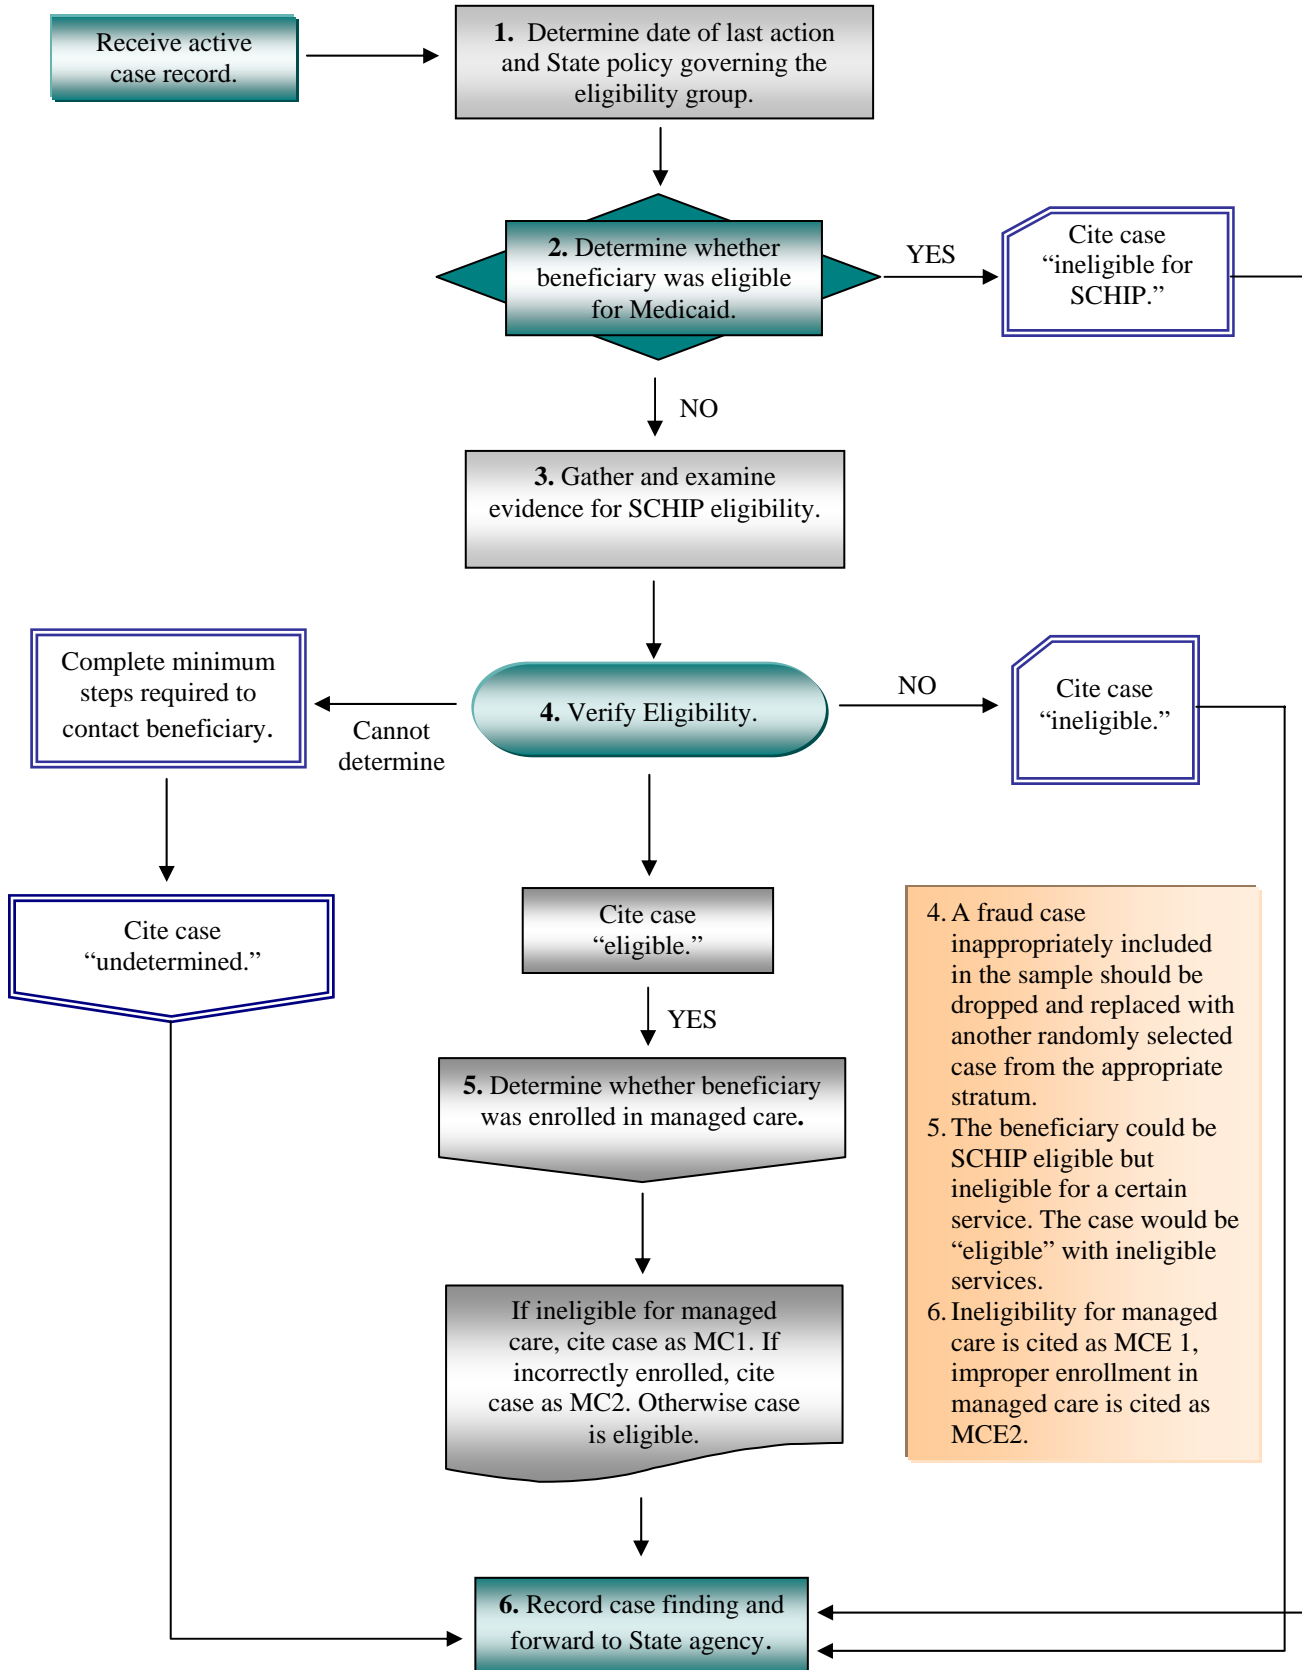 Receive active
case record.
1. Determine date of last action
and State policy governing the
eligibility group.
2. Determine whether
beneficiary was eligible
for Medicaid.
YES
Cite case
“ineligible for
SCHIP.”
NO
3. Gather and examine
evidence for SCHIP eligibility.
Complete minimum
steps required to
contact beneficiary.
Cannot
determine
4. Verify Eligibility.
NO
Cite case
“ineligible.”
Cite case
“undetermined.”
Cite case
“eligible.”
YES
5. Determine whether beneficiary
was enrolled in managed care.
If ineligible for managed
care, cite case as MC1. If
incorrectly enrolled, cite
case as MC2. Otherwise case
is eligible.
4. A fraud case
inappropriately included
in the sample should be
dropped and replaced with
another randomly selected
case from the appropriate
stratum.
5. The beneficiary could be
SCHIP eligible but
ineligible for a certain
service. The case would be
“eligible” with ineligible
services.
6. Ineligibility for managed
care is cited as MCE 1,
improper enrollment in
managed care is cited as
MCE2.
6. Record case finding and
forward to State agency.